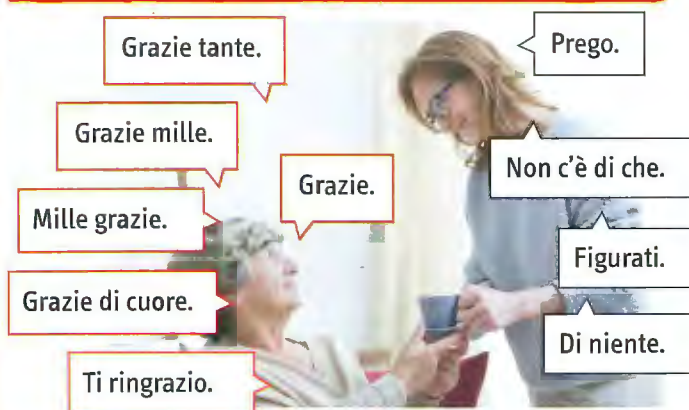 Grazie tante.
Prego.
Grazie mille.
Non c'è di che.
Grazie.
Mille grazie.
Figurati.
Grazie di cuore.
Di niente.
Ti ringrazio.